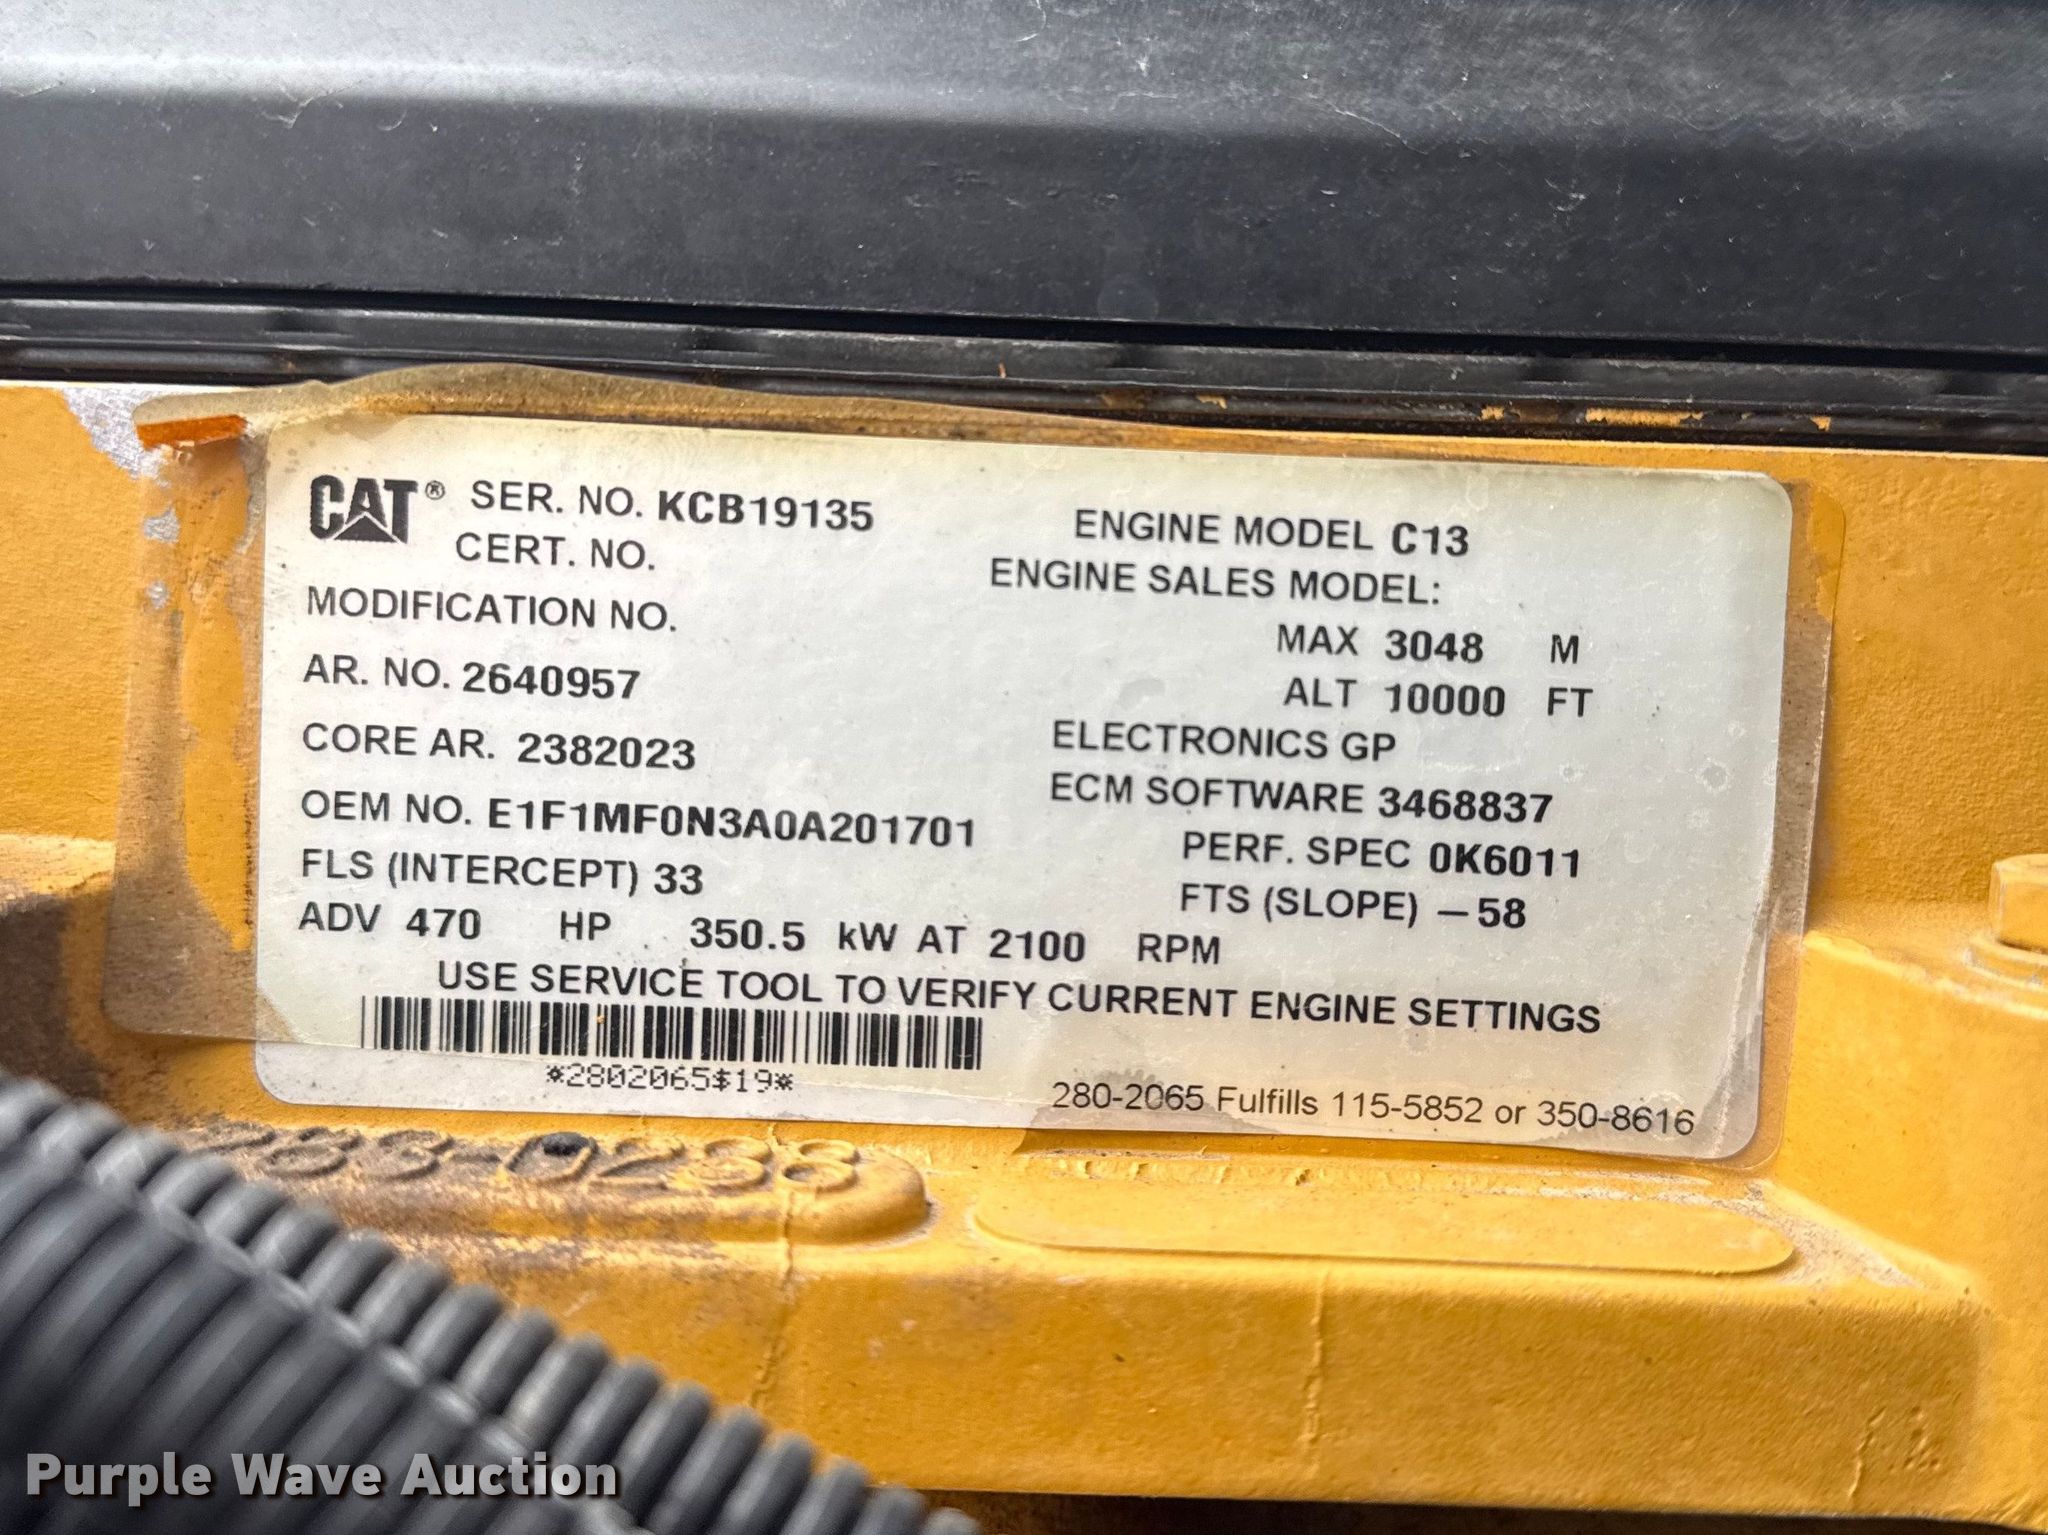 CAT® SER. NO. KCB19135 ENGINE MODEL C13
CERT. NO. ENGINE SALES MODEL:
MODIFICATION NO. MAX 3048 M
AR. NO. 2640957 ALT 10000 FT
CORE AR. 2382023 ELECTRONICS GP
OEM NO. E1F1MF0N3A0A201701 ECM SOFTWARE 3468837
FLS (INTERCEPT) 33 PERF. SPEC 0K6011
FTS (SLOPE) -58
ADV 470 HP 350.5 kW AT 2100 RPM
USE SERVICE TOOL TO VERIFY CURRENT ENGINE SETTINGS
*2802065$19*
280-2065 Fulfills 115-5852 or 350-8616
Purple Wave Auction